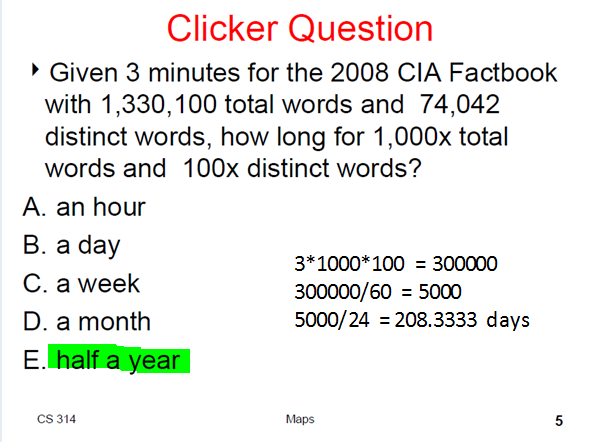 Clicker Question
Given 3 minutes for the 2008 CIA Factbook
with 1,330,100 total words and 74,042
distinct words, how long for 1,000x total
words and 100x distinct words?
A. an hour
B. a day
C. a week
D. a month
E. half a year
3*1000*100 = 300000
300000/60 = 5000
5000/24 = 208.3333 days
CS 314
Maps
5